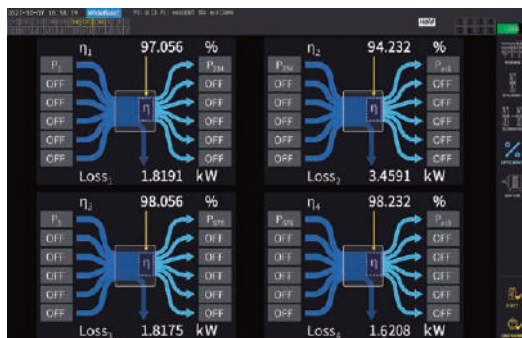 η1 97.056 %
P1 P234
OFF OFF
OFF OFF
OFF OFF
OFF OFF
OFF OFF
η
Loss1 1.8191 kW
η2 94.232 %
P234
OFF OFF
OFF OFF
OFF OFF
OFF OFF
OFF OFF
η
Loss2 3.4591 kW
η3 98.056 %
OFF OFF
OFF OFF
OFF OFF
OFF OFF
OFF OFF
η
Loss3 1.8175 kW
η4 98.232 %
OFF OFF
OFF OFF
OFF OFF
OFF OFF
OFF OFF
η
Loss4 1.6208 kW
%